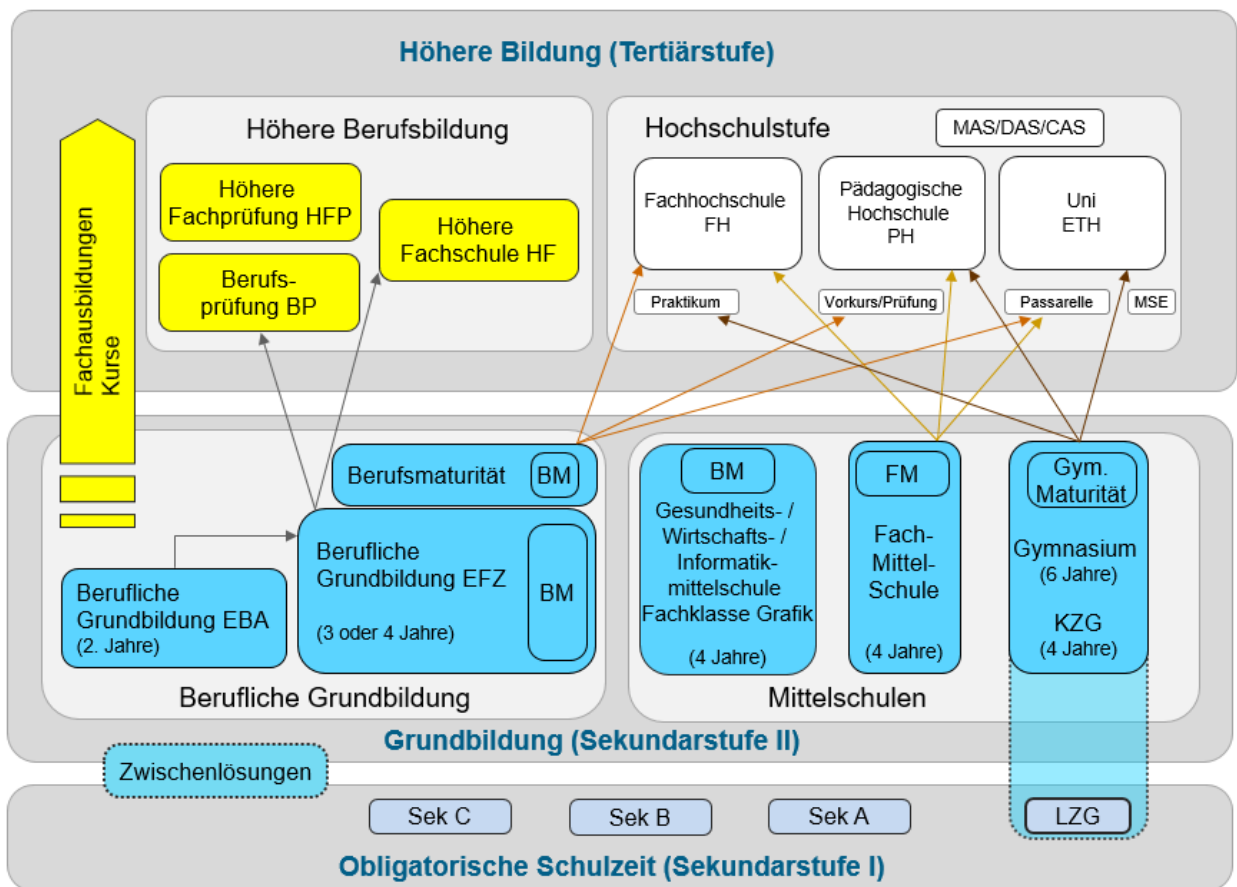 Höhere Bildung (Tertiärstufe)
Fachausbildungen
Kurse
Höhere Berufsbildung
Höhere
Fachprüfung HFP
Höhere
Fachschule HF
Berufs-
prüfung BP
Hochschulstufe
MAS/DAS/CAS
Fachhochschule
FH
Pädagogische
Hochschule
PH
Uni
ETH
Praktikum
Vorkurs/Prüfung
Passarelle
MSE
Berufsmaturität
BM
Berufliche
Grundbildung EFZ
(3 oder 4 Jahre)
BM
Berufliche
Grundbildung EBA
(2. Jahre)
Berufliche Grundbildung
BM
Gesundheits- /
Wirtschafts- /
Informatik-
mittelschule
Fachklasse Grafik
(4 Jahre)
FM
Fach-
Mittel-
Schule
(4 Jahre)
Gym.
Maturität
Gymnasium
(6 Jahre)
KZG
(4 Jahre)
Mittelschulen
Grundbildung (Sekundarstufe II)
Zwischenlösungen
Sek C
Sek B
Sek A
LZG
Obligatorische Schulzeit (Sekundarstufe I)